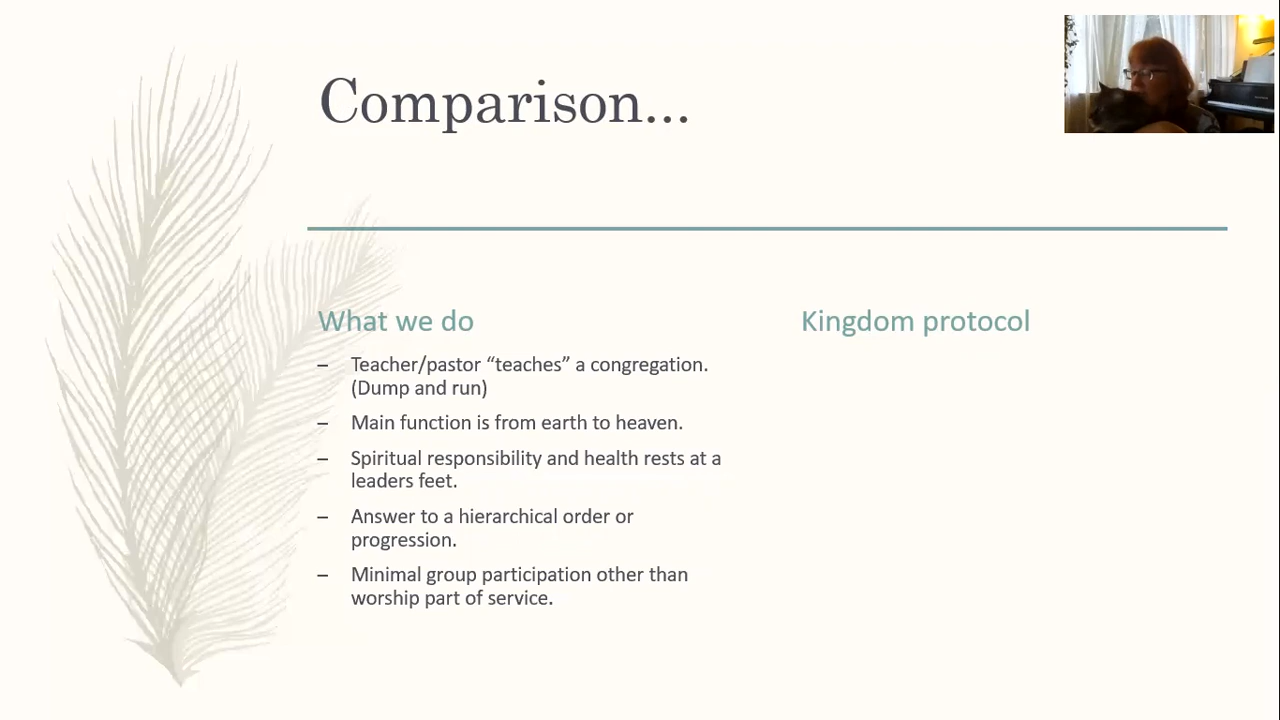 Comparison...
What we do
– Teacher/pastor “teaches” a congregation.
(Dump and run)
– Main function is from earth to heaven.
– Spiritual responsibility and health rests at a
leaders feet.
– Answer to a hierarchical order or
progression.
– Minimal group participation other than
worship part of service.
Kingdom protocol